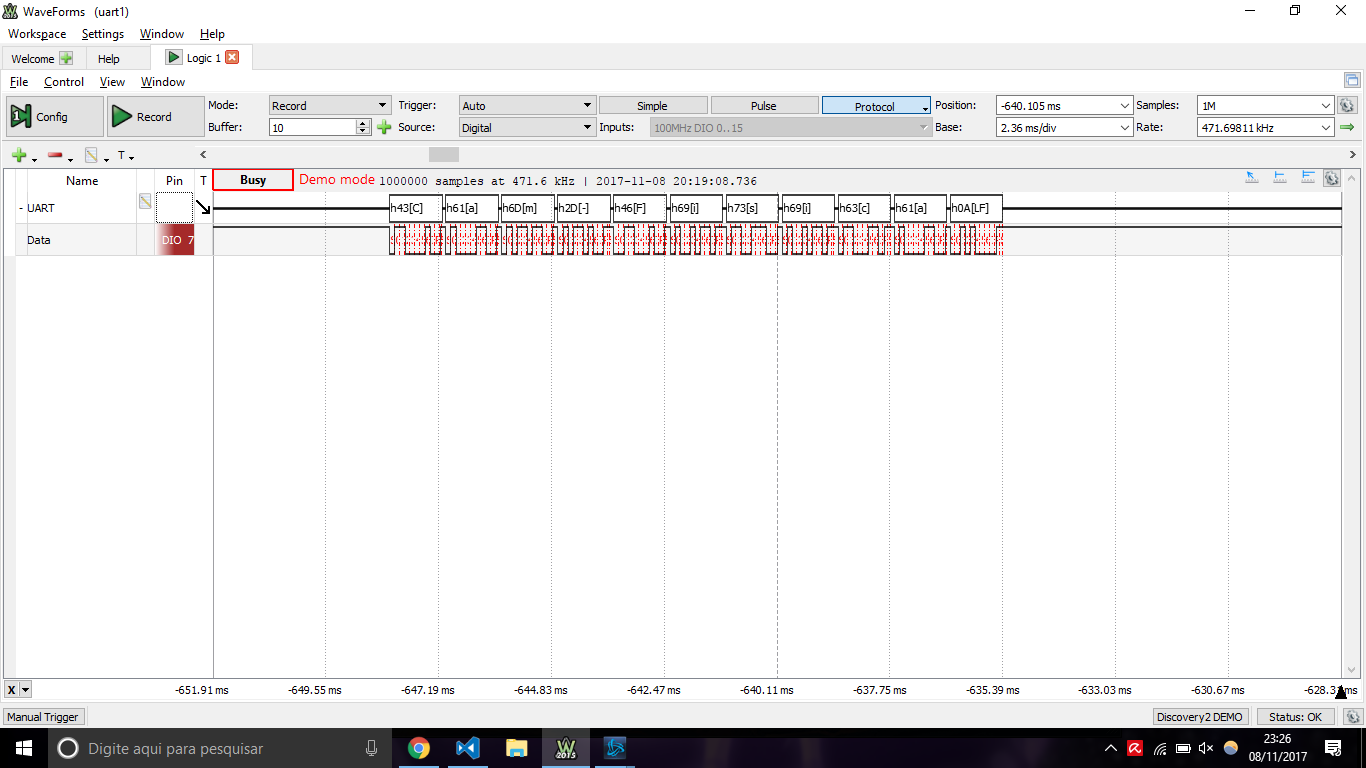 WaveForms (uart1)
Workspace Settings Window Help
Welcome Help Logic 1
File Control View Window
Config Record Mode: Record Trigger: Auto Simple Pulse Protocol Position: -640.105 ms Samples: 1M
Buffer: 10 Source: Digital Inputs: 100MHz DIO 0..15 Base: 2.36 ms/div Rate: 471.69811 kHz
T
Name Pin T Busy Demo mode 1000000 samples at 471.6 kHz | 2017-11-08 20:19:08.736
- UART h43[C] h61[a] h6D[m] h2D[-] h46[F] h69[i] h73[s] h69[i] h63[c] h61[a] h0A[LF]
Data DIO 7
X -651.91 ms -649.55 ms -647.19 ms -644.83 ms -642.47 ms -640.11 ms -637.75 ms -635.39 ms -633.03 ms -630.67 ms
Manual Trigger Discovery2 DEMO Status: OK
Digite aqui para pesquisar 23:26
08/11/2017